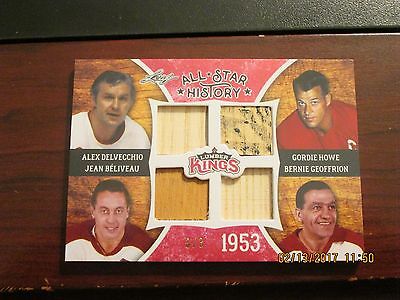 Leaf
ALL★STAR
HISTORY
ALEX DELVECCHIO
JEAN BÉLIVEAU
GORDIE HOWE
BERNIE GEOFFRION
LUMBER
KINGS
1953
02/13/2017 11:50